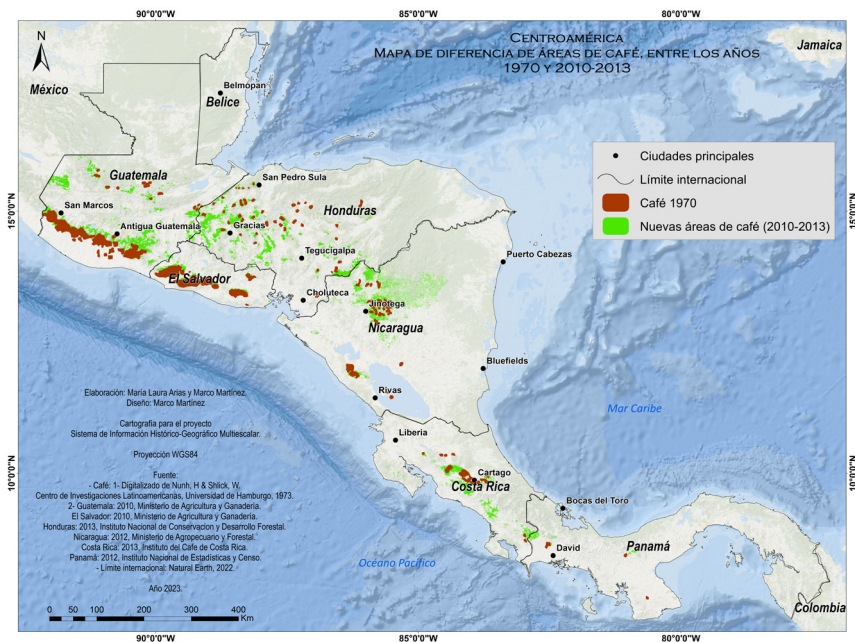 90°0'0"W 85°0'0"W 80°0'0"W
CENTROAMÉRICA
MAPA DE DIFERENCIA DE ÁREAS DE CAFÉ, ENTRE LOS AÑOS
1970 Y 2010-2013
N
Jamaica
México
Belmopan
Belice
Ciudades principales
Límite internacional
Café 1970
Nuevas áreas de café (2010-2013)
Guatemala
San Pedro Sula
15°0'0"N
15°0'0"N
San Marcos
Honduras
Antigua Guatemala
Gracias
Tegucigalpa
Puerto Cabezas
El Salvador
Choluteca
Jinotega
Nicaragua
Bluefields
Rivas
Mar Caribe
Elaboración: María Laura Arias y Marco Martínez.
Diseño: Marco Martínez
Cartografía para el proyecto
Sistema de Información Histórico-Geográfico Multiescalar.
Proyección WGS84
Fuente:
- Café: 1- Digitalizado de Nunh, H & Shlick, W.
Centro de Investigaciones Latinoamericanas, Universidad de Hamburgo, 1973.
2- Guatemala: 2010, Ministerio de Agricultura y Ganadería.
El Salvador: 2010, Ministerio de Agricultura y Ganadería.
Honduras: 2013, Instituto Nacional de Conservacion y Desarrollo Forestal.
Nicaragua: 2012, Ministerio de Agropecuario y Forestal.
Costa Rica: 2013, Instituto del Cafe de Costa Rica.
Panamá: 2012, Instituto Nacional de Estadísticas y Censo.
- Límite internacional: Natural Earth, 2022.
Año 2023.
Liberia
10°0'0"N
10°0'0"N
Cartago
Costa Rica
Bocas del Toro
David
Panamá
Océano Pacífico
Colombia
0 50 100 200 300 400
Km
90°0'0"W 85°0'0"W 80°0'0"W